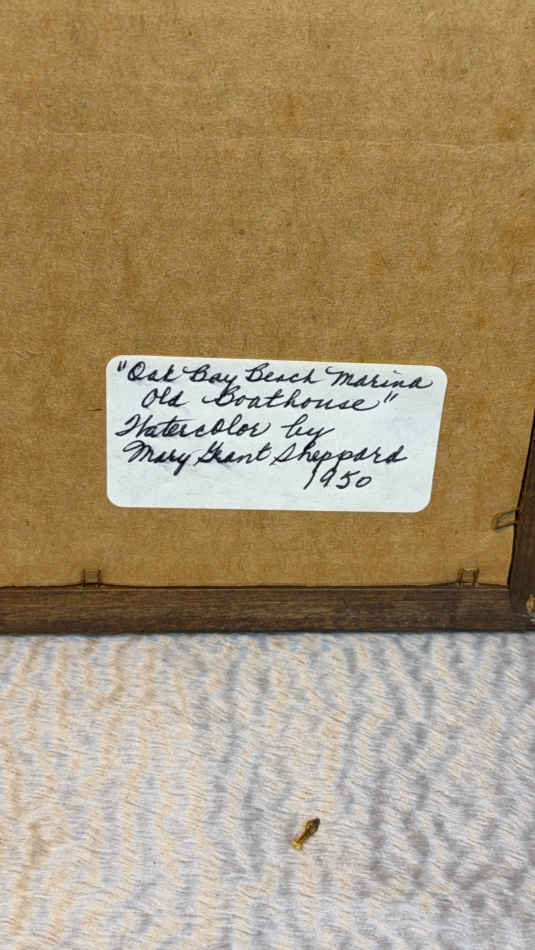 "Oak Bay Beach Marina
Old Boathouse"
Watercolor by
Mary Grant Sheppard
1950